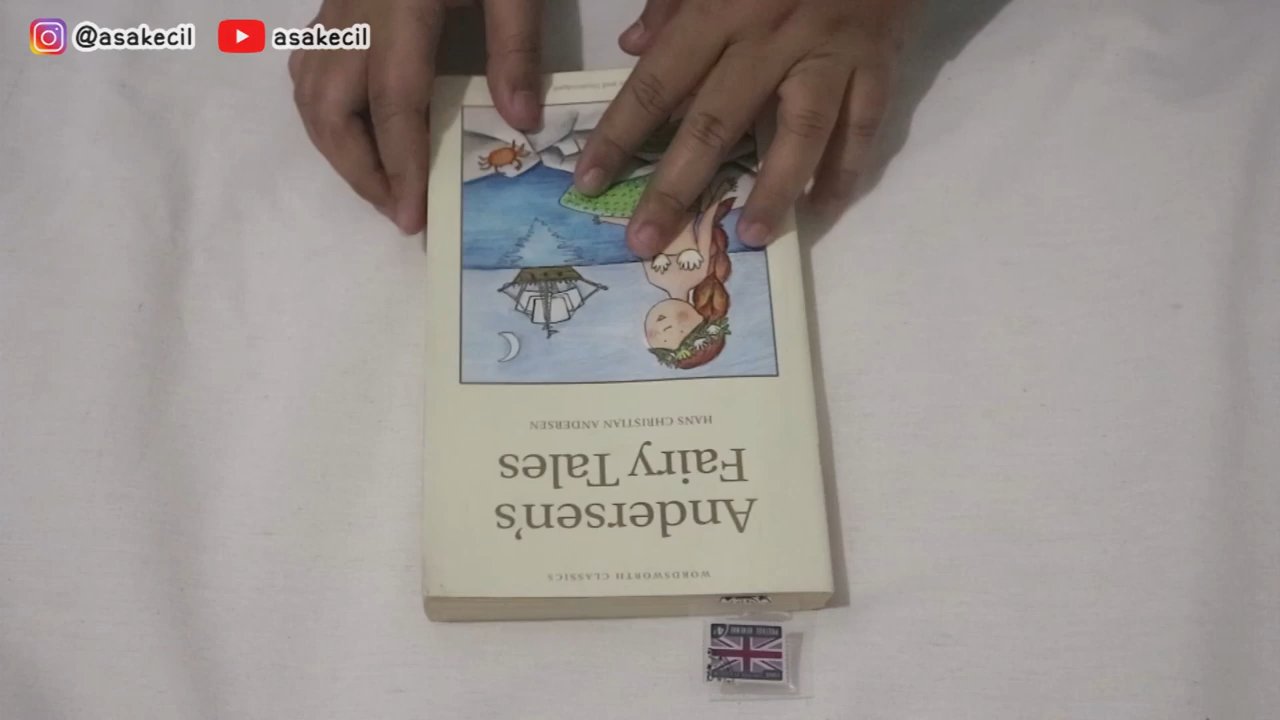 @asakecil asakecil
WORDSWORTH CLASSICS
Andersen's
Fairy Tales
HANS CHRISTIAN ANDERSEN